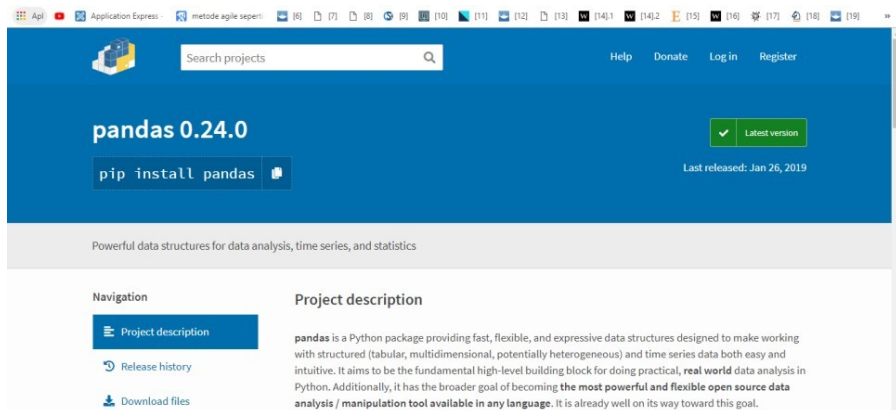 Apl
Application Express -
metode agile sepert
[6]
[7]
[8]
[9]
[10]
[11]
[12]
[13]
[14].1
[14].2
[15]
[16]
[17]
[18]
[19]
»
Search projects
Help
Donate
Log in
Register
pandas 0.24.0
Latest version
pip install pandas
Last released: Jan 26, 2019
Powerful data structures for data analysis, time series, and statistics
Navigation
Project description
Release history
Download files
Project description
pandas is a Python package providing fast, flexible, and expressive data structures designed to make working
with structured (tabular, multidimensional, potentially heterogeneous) and time series data both easy and
intuitive. It aims to be the fundamental high-level building block for doing practical, real world data analysis in
Python. Additionally, it has the broader goal of becoming the most powerful and flexible open source data
analysis / manipulation tool available in any language. It is already well on its way toward this goal.